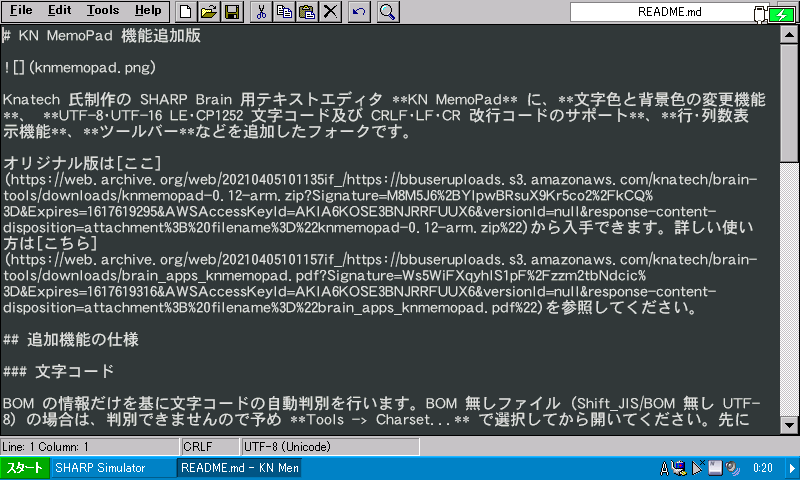 File Edit Tools Help
README.md
# KN MemoPad 機能追加版
![](knmemopad.png)
Knatech 氏制作の SHARP Brain 用テキストエディタ **KN MemoPad** に、**文字色と背景色の変更機能
**、 **UTF-8・UTF-16 LE・CP1252 文字コード及び CRLF・LF・CR 改行コードのサポート**、**行・列数表
示機能**、**ツールバー**などを追加したフォークです。
オリジナル版は[ここ]
(https://web.archive.org/web/20210405101135if_/https://bbuseruploads.s3.amazonaws.com/knatech/brain-
tools/downloads/knmemopad-0.12-arm.zip?Signature=M8M5J6%2BYIpwBRsuX9Kr5co2%2FkCQ%
3D&Expires=1617619295&AWSAccessKeyId=AKIA6KOSE3BNJRRFUUX6&versionId=null&response-content-
disposition=attachment%3B%20filename%3D%22knmemopad-0.12-arm.zip%22)から入手できます。詳しい使い
方は[こちら]
(https://web.archive.org/web/20210405101157if_/https://bbuseruploads.s3.amazonaws.com/knatech/brain-
tools/downloads/brain_apps_knmemopad.pdf?Signature=Ws5WiFXqyhIS1pF%2Fzzm2tbNdcic%
3D&Expires=1617619316&AWSAccessKeyId=AKIA6KOSE3BNJRRFUUX6&versionId=null&response-content-
disposition=attachment%3B%20filename%3D%22brain_apps_knmemopad.pdf%22)を参照してください。
## 追加機能の仕様
### 文字コード
BOM の情報だけを基に文字コードの自動判別を行います。BOM 無しファイル (Shift_JIS/BOM 無し UTF-
8) の場合は、判別できませんので予め **Tools -> Charset...** で選択してから開いてください。先に
Line: 1 Column: 1 CRLF UTF-8 (Unicode)
スタート SHARP Simulator README.md - KN Men A 0:20